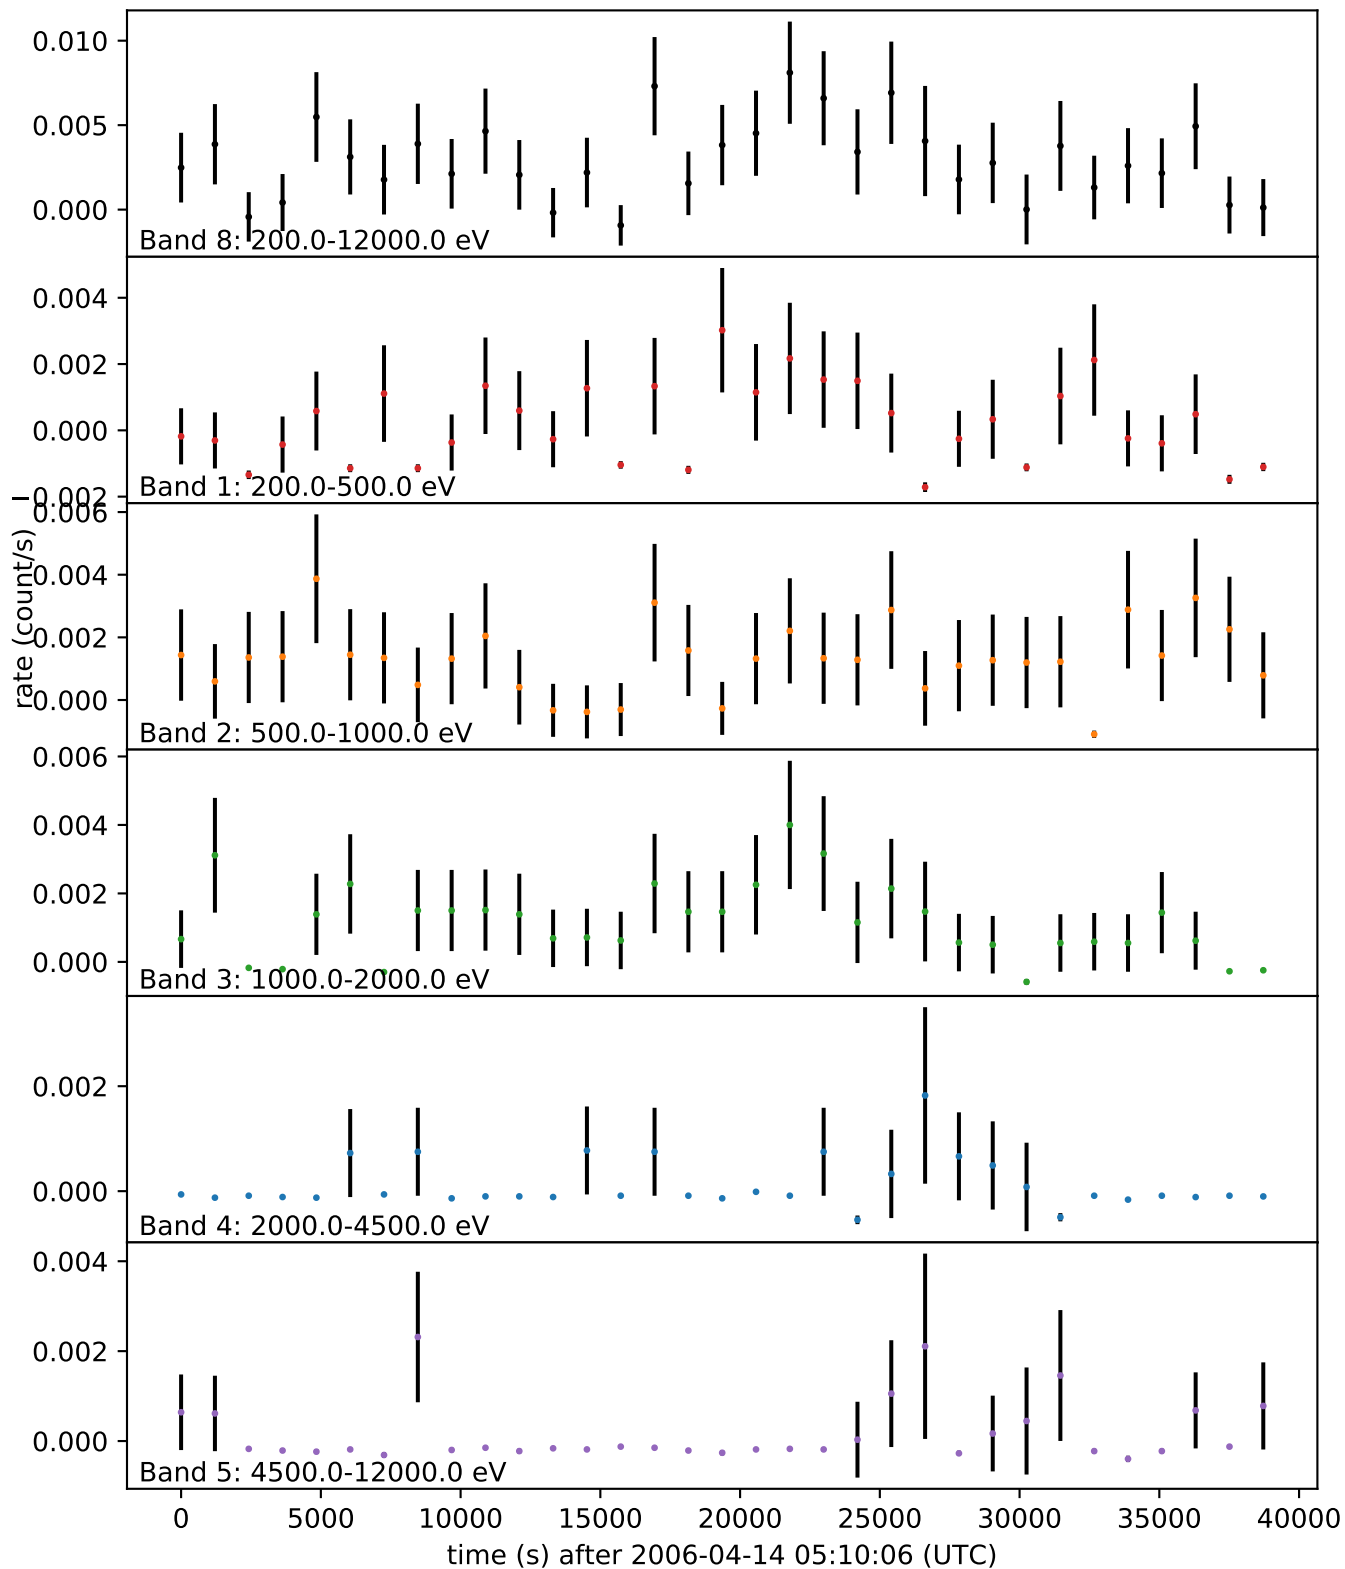 0.010
0.005
0.000
Band 8: 200.0-12000.0 eV
0.004
0.002
0.000
−0.002
Band 1: 200.0-500.0 eV
rate (count/s)
0.006
0.004
0.002
0.000
Band 2: 500.0-1000.0 eV
0.006
0.004
0.002
0.000
Band 3: 1000.0-2000.0 eV
0.002
0.000
Band 4: 2000.0-4500.0 eV
0.004
0.002
0.000
Band 5: 4500.0-12000.0 eV
0 5000 10000 15000 20000 25000 30000 35000 40000
time (s) after 2006-04-14 05:10:06 (UTC)